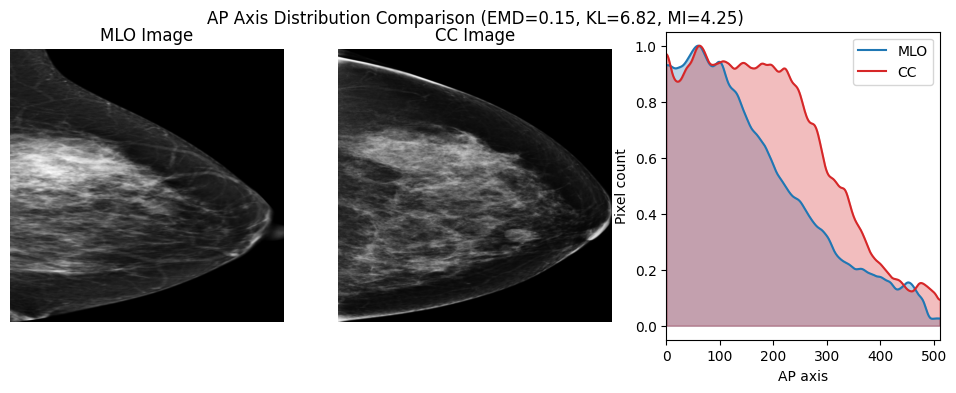 AP Axis Distribution Comparison (EMD=0.15, KL=6.82, MI=4.25)
MLO Image
CC Image
MLO
CC
1.0
0.8
0.6
0.4
0.2
0.0
Pixel count
0 100 200 300 400 500
AP axis